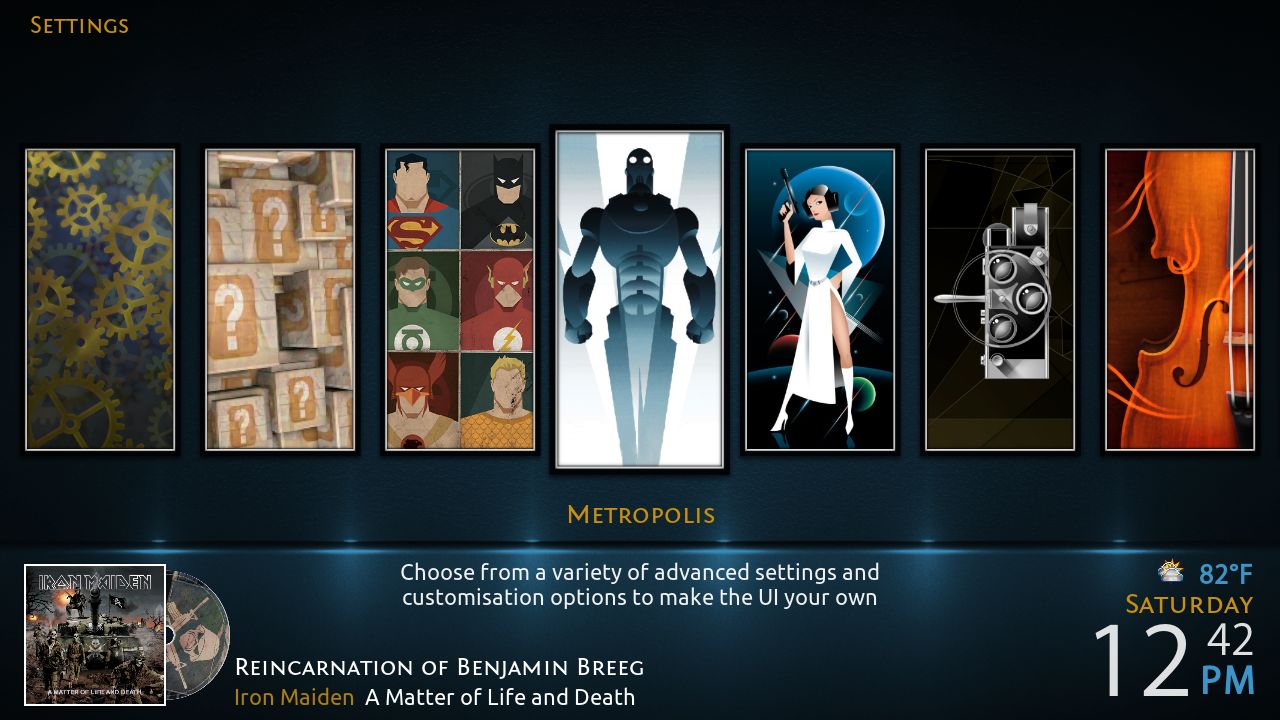 SETTINGS
?
?
?
?
METROPOLIS
Choose from a variety of advanced settings and
customisation options to make the UI your own
82°F
SATURDAY
12 42
PM
IRON MAIDEN
A MATTER OF LIFE AND DEATH
REINCARNATION OF BENJAMIN BREEG
Iron Maiden A Matter of Life and Death